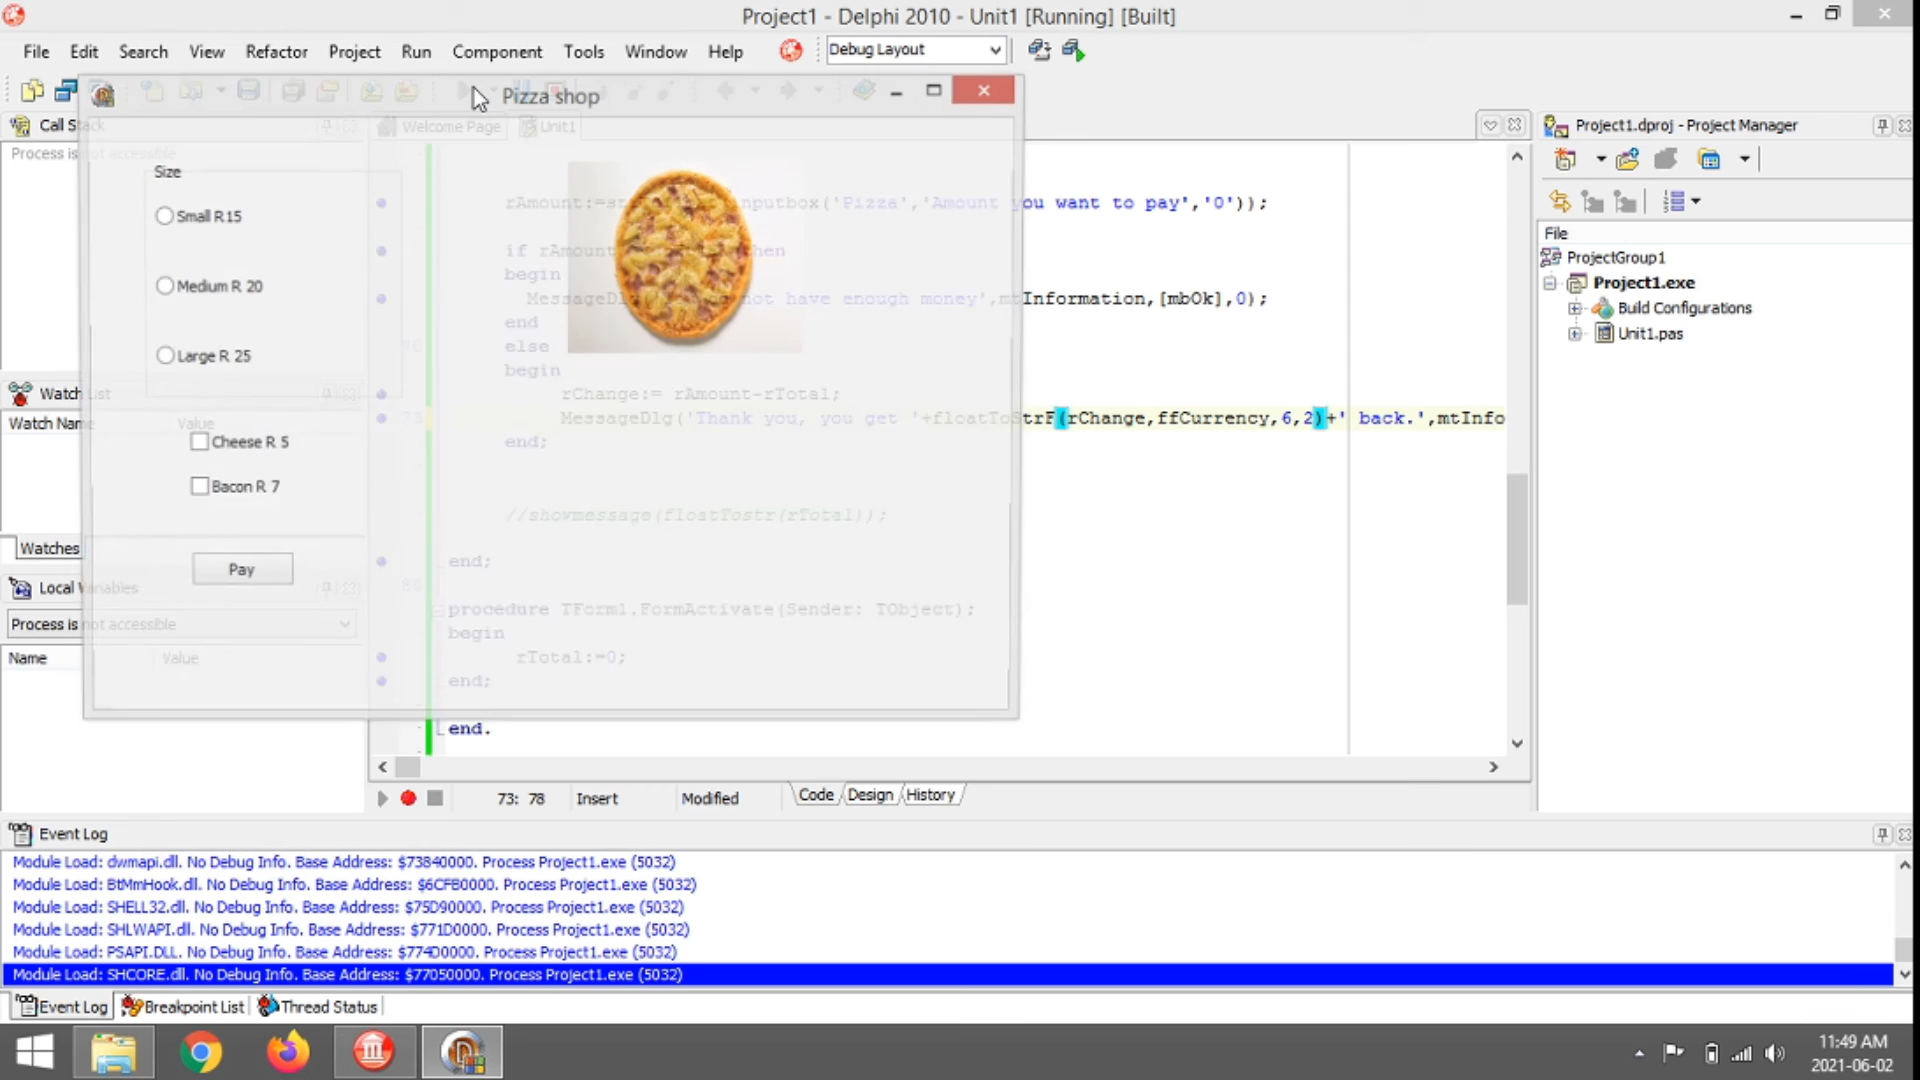 Project1 - Delphi 2010 - Unit1 [Running] [Built]
File Edit Search View Refactor Project Run Component Tools Window Help
Debug Layout
Pizza shop
Call Stack
Welcome Page
Unit1
Project1.dproj - Project Manager
Process is not accessible
Size
Small R15
Medium R 20
Large R 25
Cheese R 5
Bacon R 7
Pay
Watch List
Watch Name Value
Watches
Local Variables
Process is not accessible
Name Value
inputbox('Pizza','Amount you want to pay','0'));
if rAmount then
begin
MessageDlg not have enough money',mtInformation,[mbOk],0);
end
else
70
begin
rChange:= rAmount-rTotal;
73 MessageDlg('Thank you, you get '+floatToStrF(rChange,ffCurrency,6,2)+' back.',mtInfo
end;
//showmessage(floatTostr(rTotal));
end;
80
procedure TForm1.FormActivate(Sender: TObject);
begin
rTotal:=0;
end;
end.
73: 78 Insert Modified Code Design History
File
ProjectGroup1
Project1.exe
Build Configurations
Unit1.pas
Event Log
Module Load: dwmapi.dll. No Debug Info. Base Address: $73840000. Process Project1.exe (5032)
Module Load: BtMmHook.dll. No Debug Info. Base Address: $6CFB0000. Process Project1.exe (5032)
Module Load: SHELL32.dll. No Debug Info. Base Address: $75D90000. Process Project1.exe (5032)
Module Load: SHLWAPI.dll. No Debug Info. Base Address: $771D0000. Process Project1.exe (5032)
Module Load: PSAPI.DLL. No Debug Info. Base Address: $774D0000. Process Project1.exe (5032)
Module Load: SHCORE.dll. No Debug Info. Base Address: $77050000. Process Project1.exe (5032)
Event Log Breakpoint List Thread Status
11:49 AM
2021-06-02